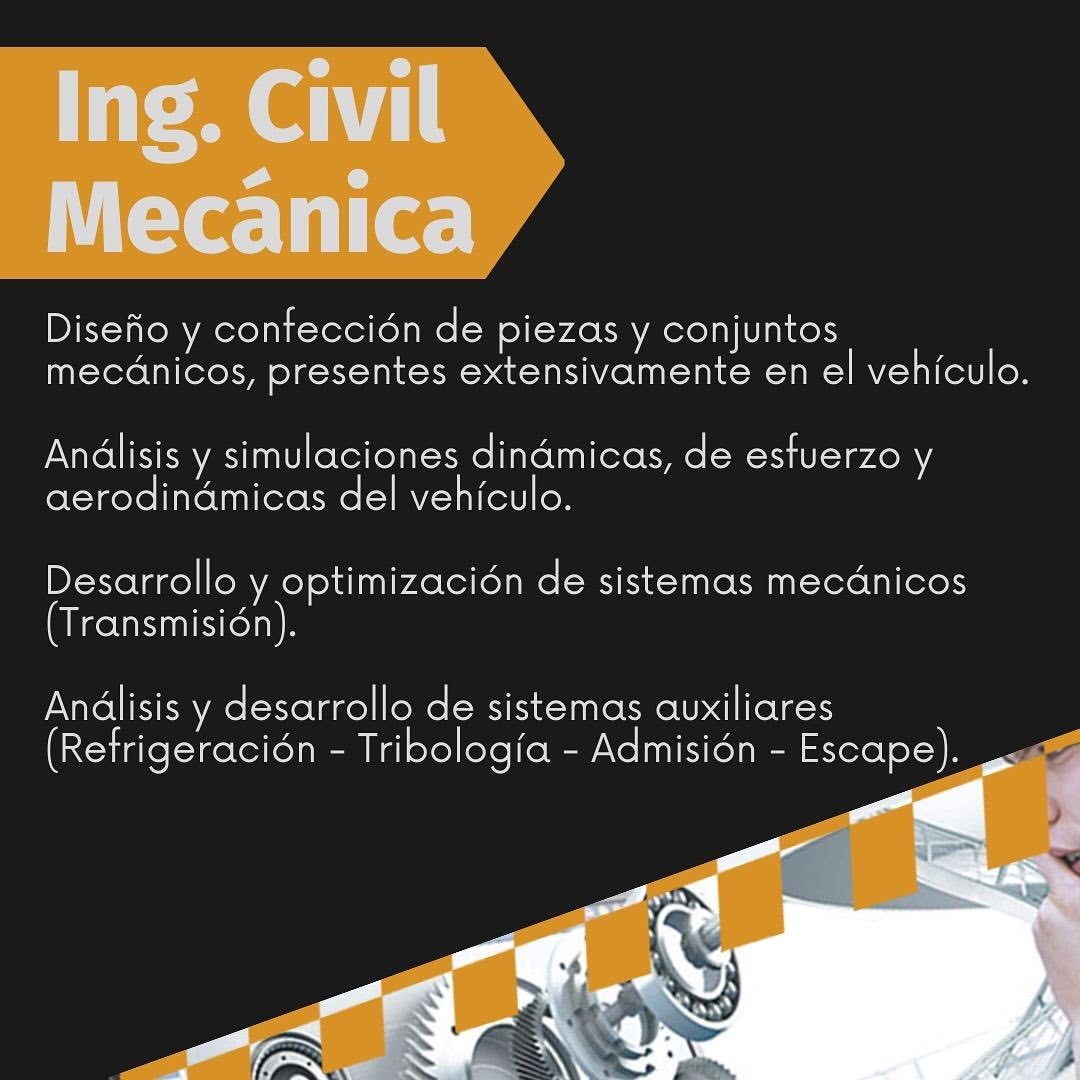 Ing. Civil
Mecánica
Diseño y confección de piezas y conjuntos
mecánicos, presentes extensivamente en el vehículo.
Análisis y simulaciones dinámicas, de esfuerzo y
aerodinámicas del vehículo.
Desarrollo y optimización de sistemas mecánicos
(Transmisión).
Análisis y desarrollo de sistemas auxiliares
(Refrigeración - Tribología - Admisión - Escape).